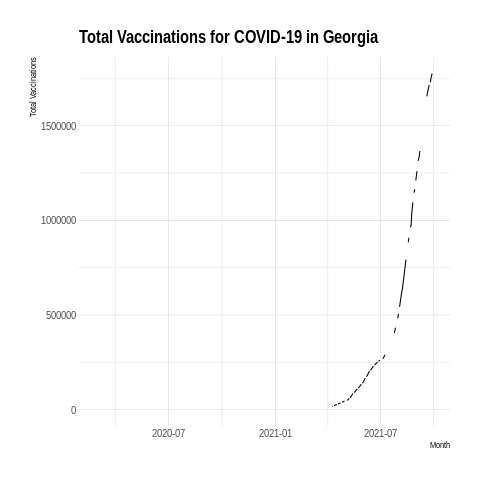 Total Vaccinations for COVID-19 in Georgia
Total Vaccinations
1500000
1000000
500000
0
2020-07
2021-01
2021-07
Month